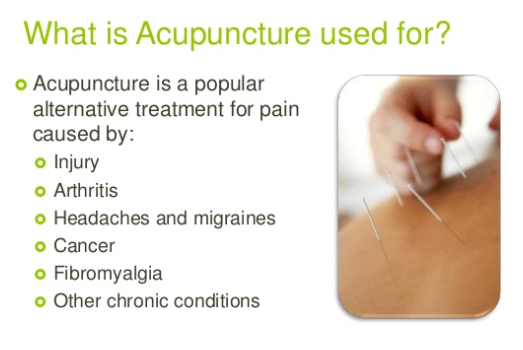 What is Acupuncture used for?
Acupuncture is a popular
alternative treatment for pain
caused by:
Injury
Arthritis
Headaches and migraines
Cancer
Fibromyalgia
Other chronic conditions